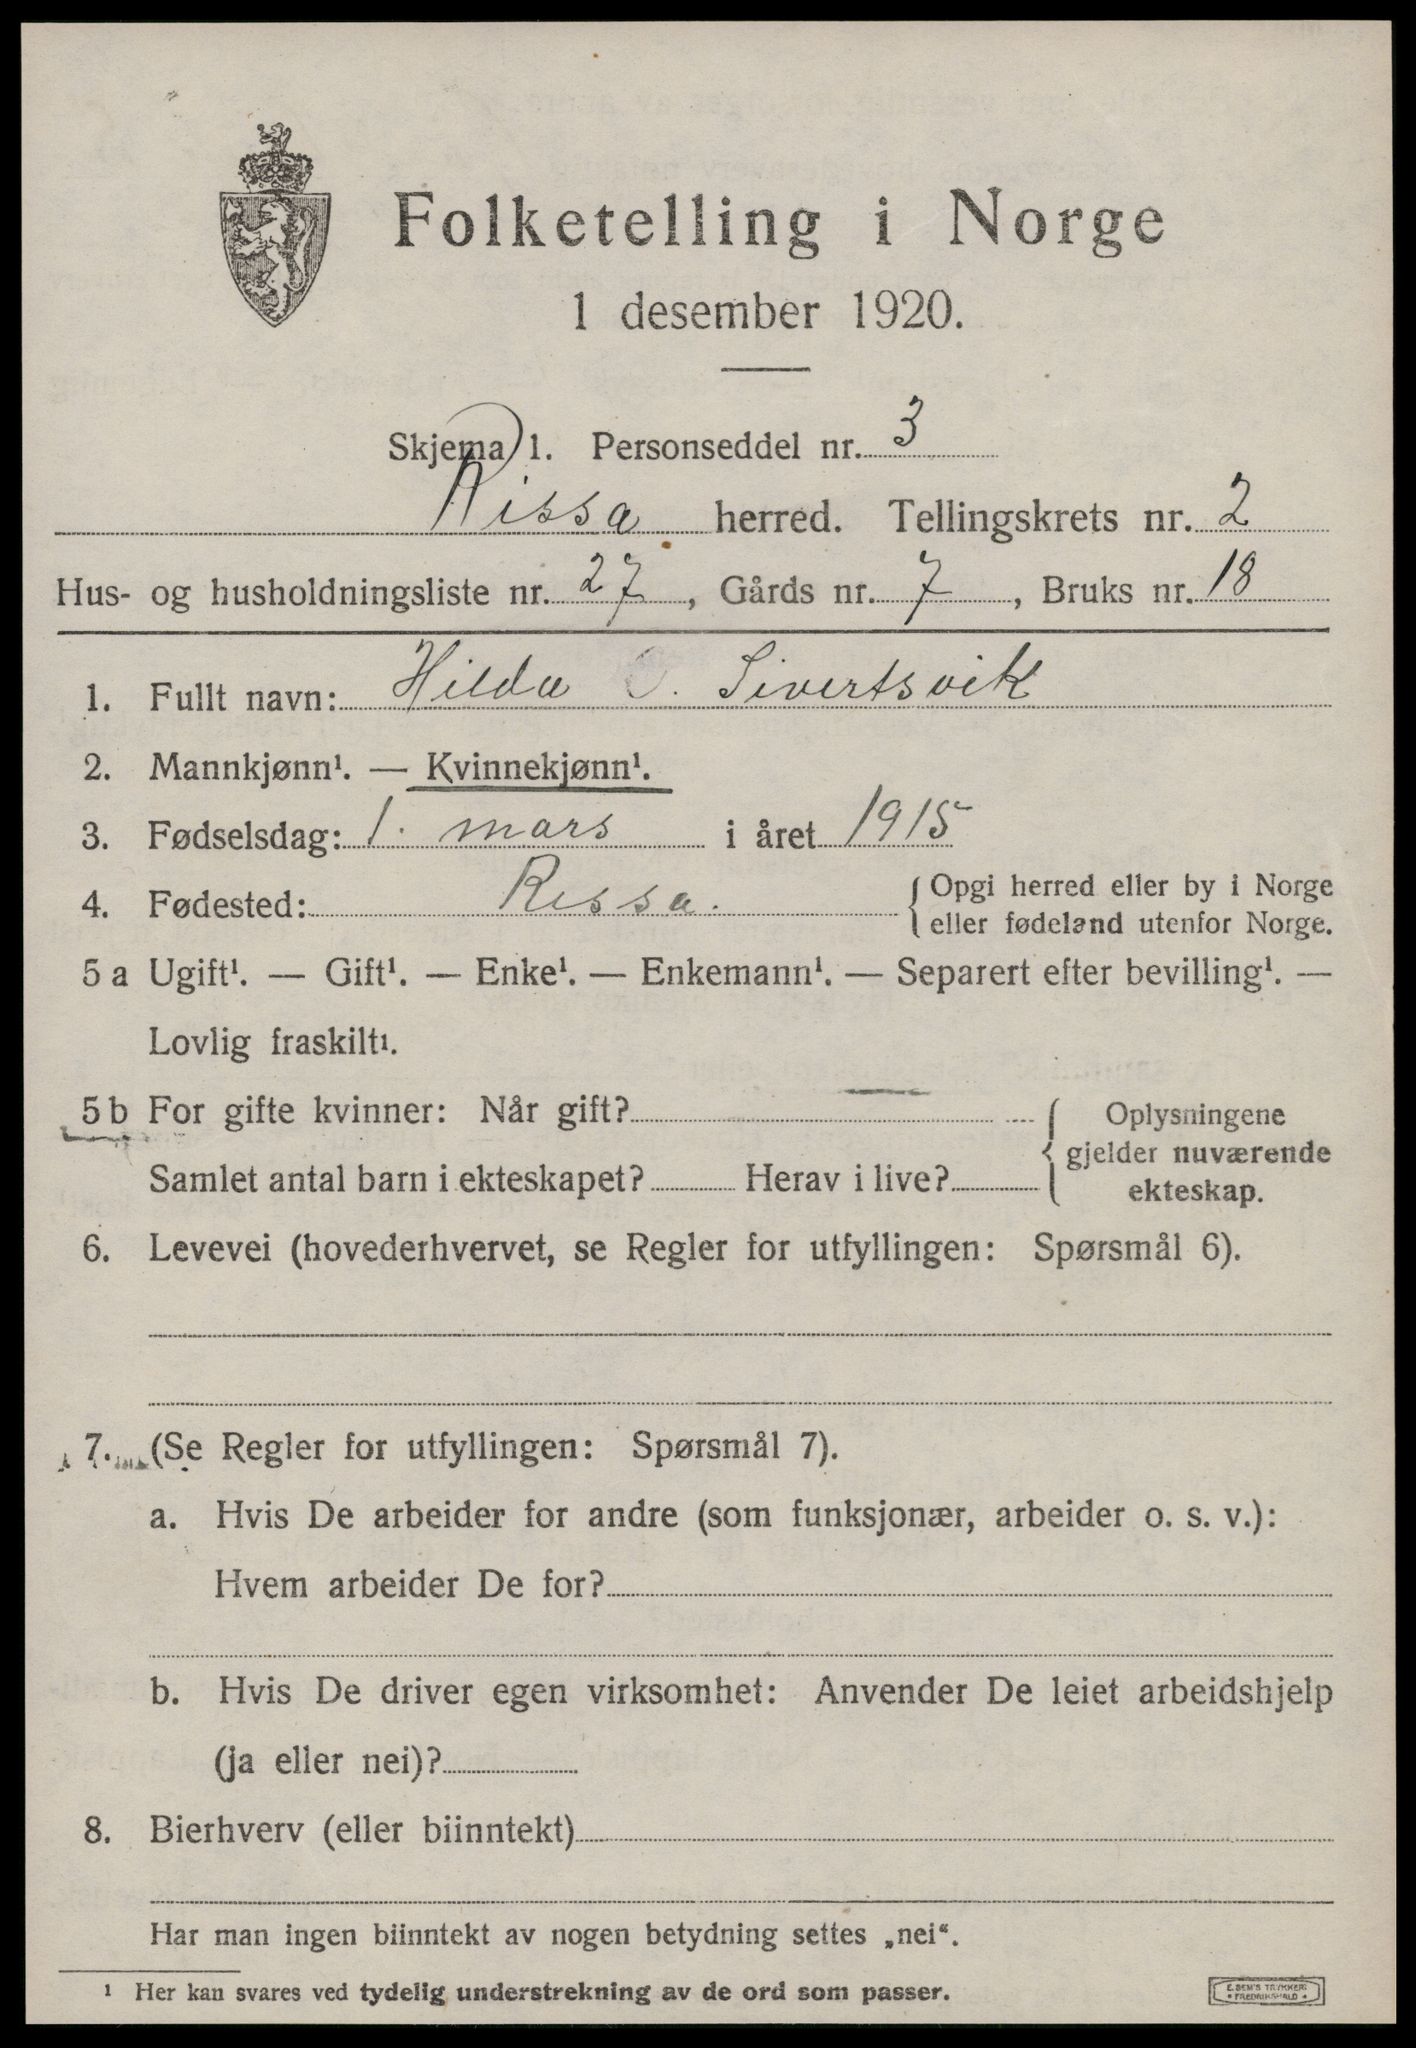 Folketelling i Norge
1 desember 1920.
Skjema 1. Personseddel nr. 3
Rissa herred. Tellingskrets nr. 2
Hus- og husholdningsliste nr. 27, Gårds nr. 7, Bruks nr. 18
1. Fullt navn: Hilda O. Sivertsvik
2. Mannkjønn¹. — Kvinnekjønn¹.
3. Fødselsdag: 1. mars i året 1915
4. Fødested: Rissa. { Opgi herred eller by i Norge
eller fødeland utenfor Norge.
5 a Ugift¹. — Gift¹. — Enke¹. — Enkemann¹. — Separert efter bevilling¹. —
Lovlig fraskilt¹.
5 b For gifte kvinner: Når gift? { Oplysningene
gjelder nuværende
Samlet antal barn i ekteskapet? Herav i live? ekteskap.
6. Levevei (hovederhvervet, se Regler for utfyllingen: Spørsmål 6).
7. (Se Regler for utfyllingen: Spørsmål 7).
a. Hvis De arbeider for andre (som funksjonær, arbeider o. s. v.):
Hvem arbeider De for?
b. Hvis De driver egen virksomhet: Anvender De leiet arbeidshjelp
(ja eller nei)?
8. Bierhverv (eller biinntekt)
Har man ingen biinntekt av nogen betydning settes „nei“.
¹ Her kan svares ved tydelig understrekning av de ord som passer.
E. SEM'S TRYKKERI
FREDRIKSHALD